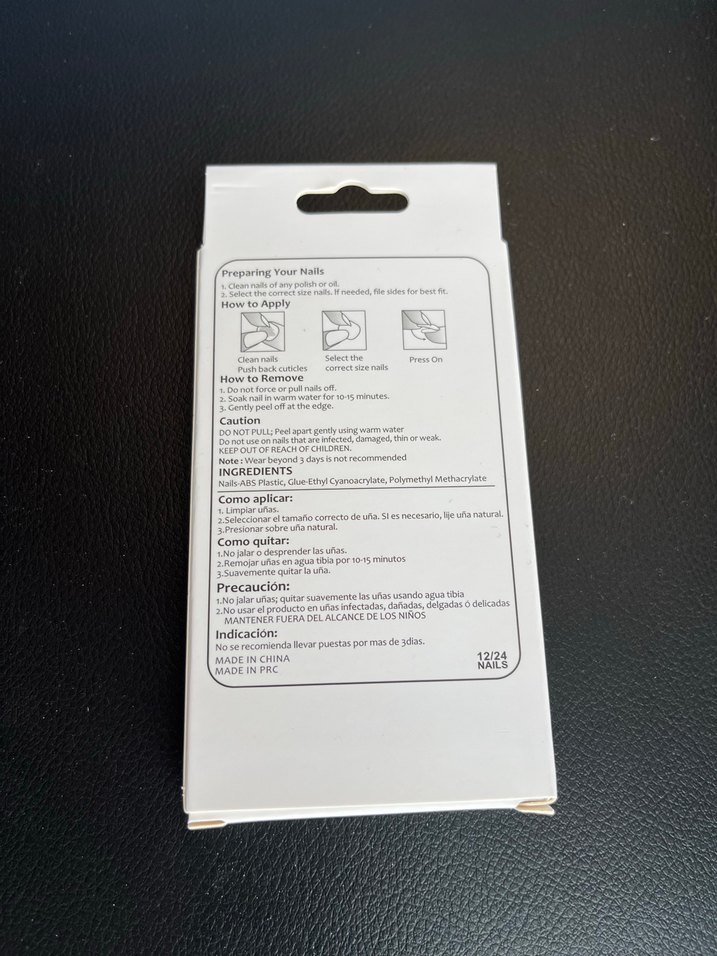 Preparing Your Nails
1. Clean nails of any polish or oil.
2. Select the correct size nails. If needed, file sides for best fit.
How to Apply
Clean nails
Push back cuticles
Select the
correct size nails
Press On
How to Remove
1. Do not force or pull nails off.
2. Soak nail in warm water for 10-15 minutes.
3. Gently peel off at the edge.
Caution
DO NOT PULL; Peel apart gently using warm water
Do not use on nails that are infected, damaged, thin or weak.
KEEP OUT OF REACH OF CHILDREN.
Note : Wear beyond 3 days is not recommended
INGREDIENTS
Nails-ABS Plastic, Glue-Ethyl Cyanoacrylate, Polymethyl Methacrylate
Como aplicar:
1. Limpiar uñas.
2.Seleccionar el tamaño correcto de uña. SI es necesario, lije uña natural.
3.Presionar sobre uña natural.
Como quitar:
1.No jalar o desprender las uñas.
2.Remojar uñas en agua tibia por 10-15 minutos
3.Suavemente quitar la uña.
Precaución:
1.No jalar uñas; quitar suavemente las uñas usando agua tibia
2.No usar el producto en uñas infectadas, dañadas, delgadas ó delicadas
MANTENER FUERA DEL ALCANCE DE LOS NIÑOS
Indicación:
No se recomienda llevar puestas por mas de 3dias.
MADE IN CHINA
MADE IN PRC
12/24
NAILS